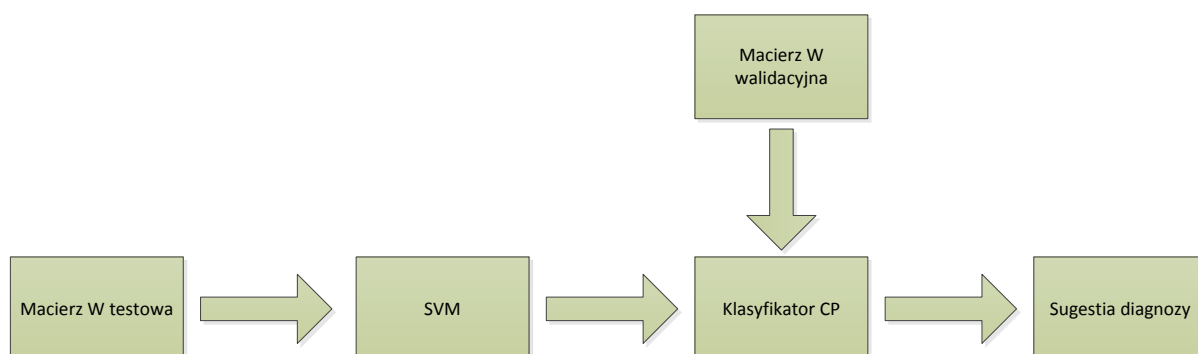 Macierz W
walidacyjna
Macierz W testowa
SVM
Klasyfikator CP
Sugestia diagnozy